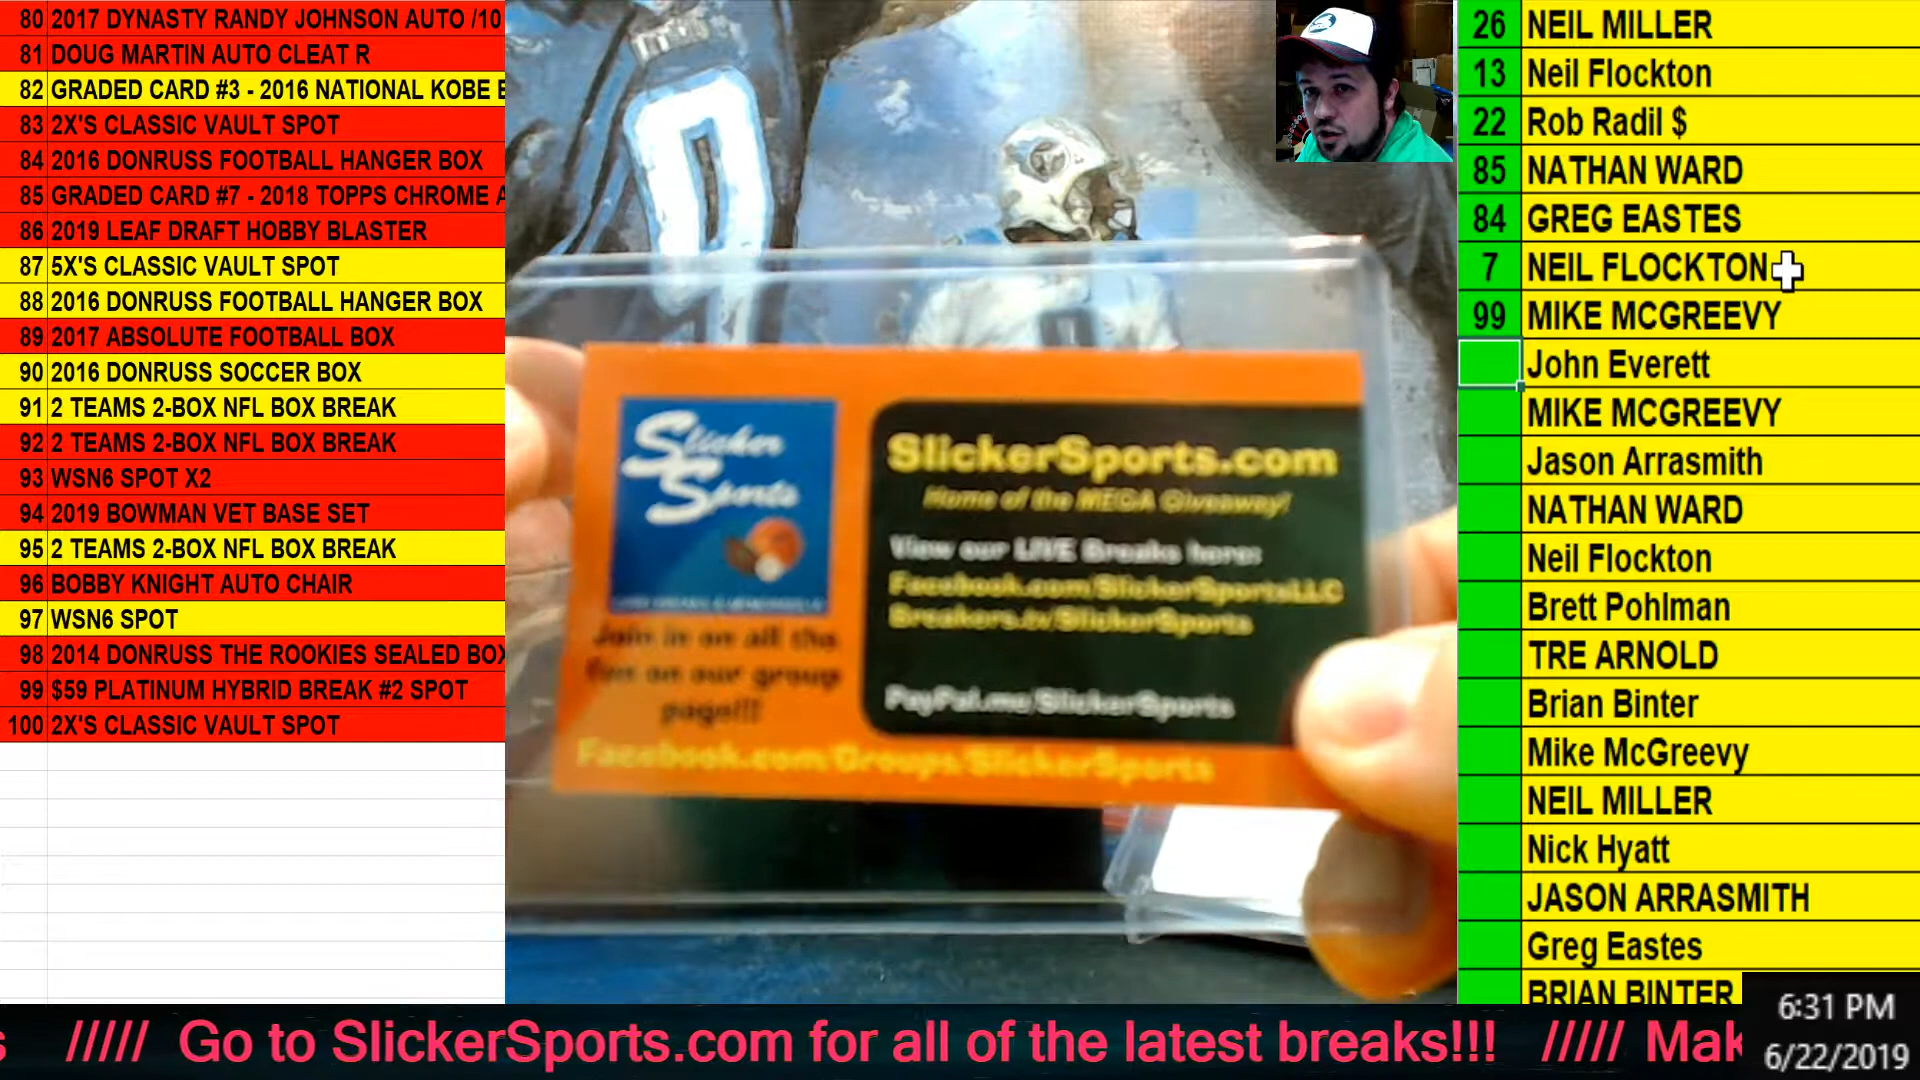 80 2017 DYNASTY RANDY JOHNSON AUTO /10
81 DOUG MARTIN AUTO CLEAT R
82 GRADED CARD #3 - 2016 NATIONAL KOBE
83 2X'S CLASSIC VAULT SPOT
84 2016 DONRUSS FOOTBALL HANGER BOX
85 GRADED CARD #7 - 2018 TOPPS CHROME A
86 2019 LEAF DRAFT HOBBY BLASTER
87 5X'S CLASSIC VAULT SPOT
88 2016 DONRUSS FOOTBALL HANGER BOX
89 2017 ABSOLUTE FOOTBALL BOX
90 2016 DONRUSS SOCCER BOX
91 2 TEAMS 2-BOX NFL BOX BREAK
92 2 TEAMS 2-BOX NFL BOX BREAK
93 WSN6 SPOT X2
94 2019 BOWMAN VET BASE SET
95 2 TEAMS 2-BOX NFL BOX BREAK
96 BOBBY KNIGHT AUTO CHAIR
97 WSN6 SPOT
98 2014 DONRUSS THE ROOKIES SEALED BOX
99 $59 PLATINUM HYBRID BREAK #2 SPOT
100 2X'S CLASSIC VAULT SPOT
Slicker
Sports
Join in on all the
fun on our group
page!!!
SlickerSports.com
Home of the MEGA Giveaway!
View our LIVE Breaks here:
Facebook.com/SlickerSportsLLC
Breakers.tv/SlickerSports
PayPal.me/SlickerSports
Facebook.com/Groups/SlickerSports
26 NEIL MILLER
13 Neil Flockton
22 Rob Radil $
85 NATHAN WARD
84 GREG EASTES
7 NEIL FLOCKTON
99 MIKE MCGREEVY
John Everett
MIKE MCGREEVY
Jason Arrasmith
NATHAN WARD
Neil Flockton
Brett Pohlman
TRE ARNOLD
Brian Binter
Mike McGreevy
NEIL MILLER
Nick Hyatt
JASON ARRASMITH
Greg Eastes
BRIAN BINTER
s ///// Go to SlickerSports.com for all of the latest breaks!!! ///// Mak
6:31 PM
6/22/2019